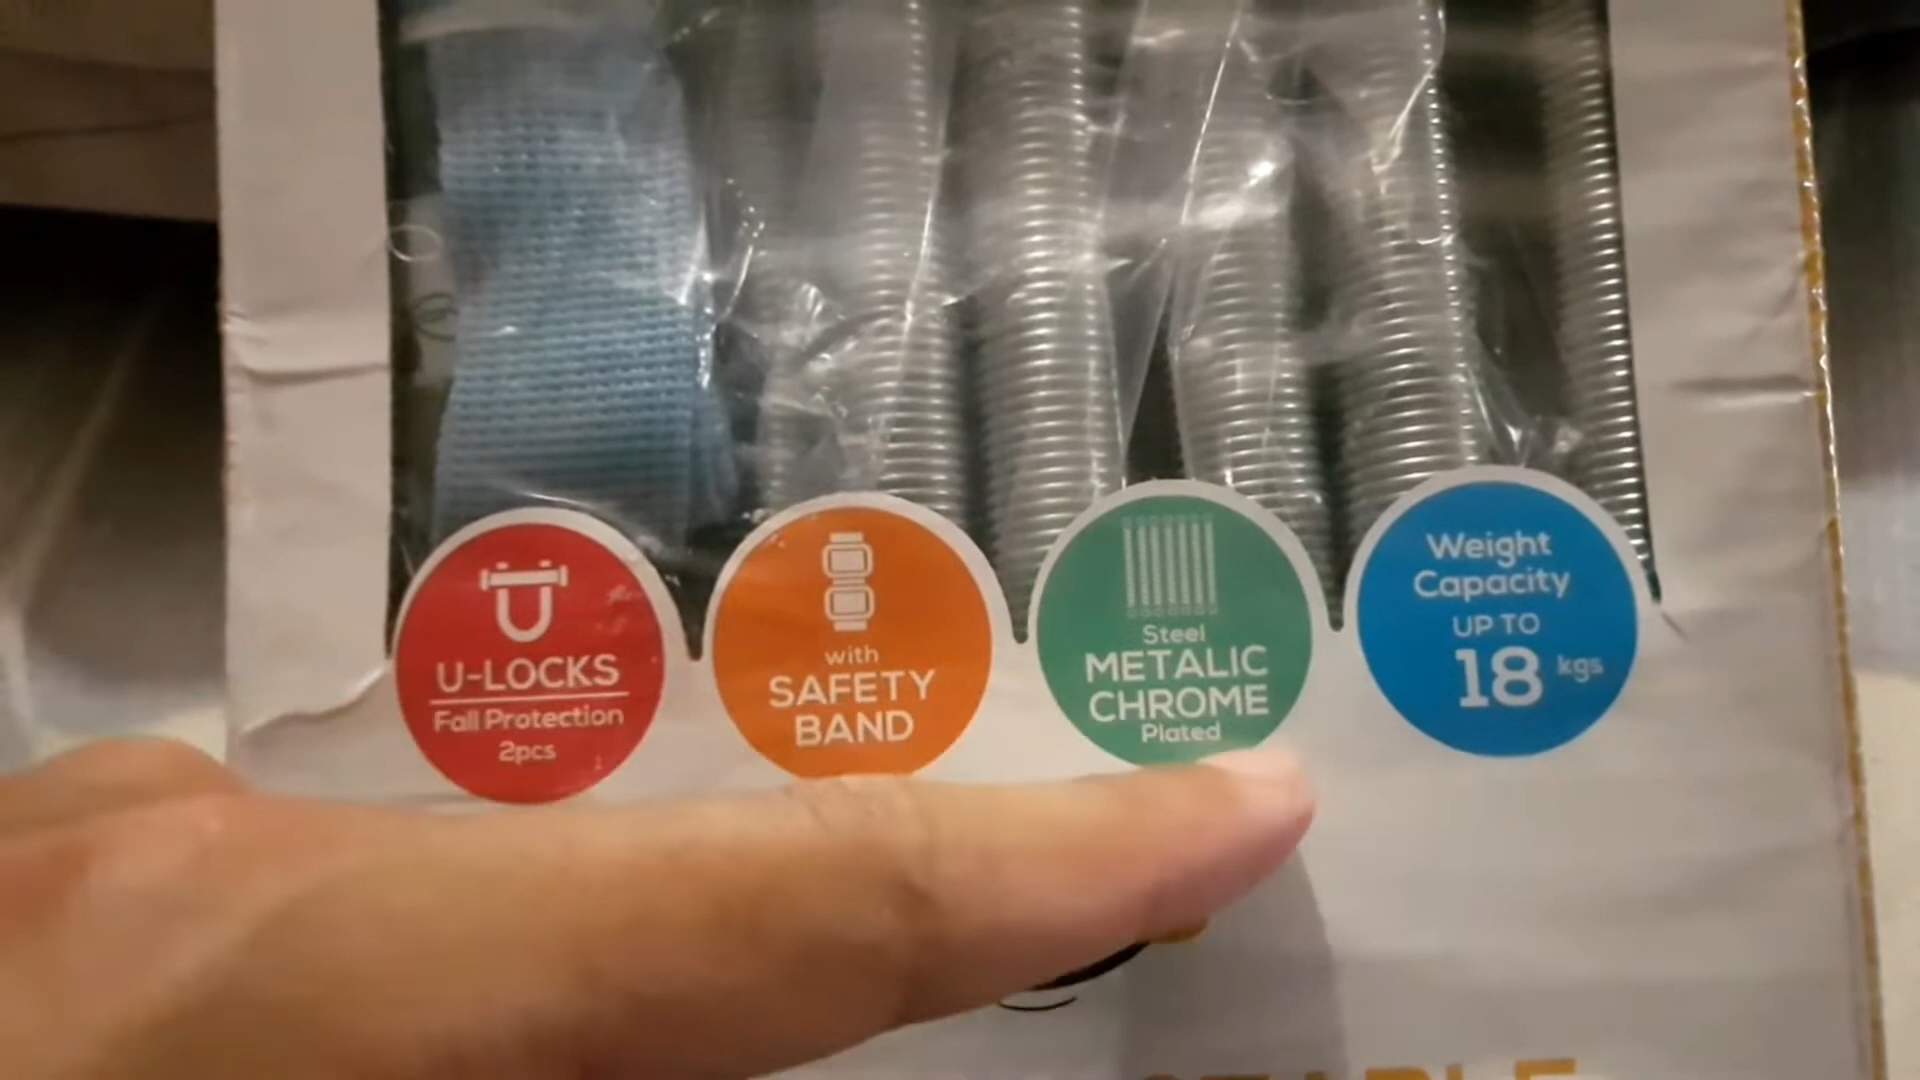 U-LOCKS
Fall Protection
2pcs
with
SAFETY
BAND
Steel
METALIC
CHROME
Plated
Weight
Capacity
UP TO
18 kgs